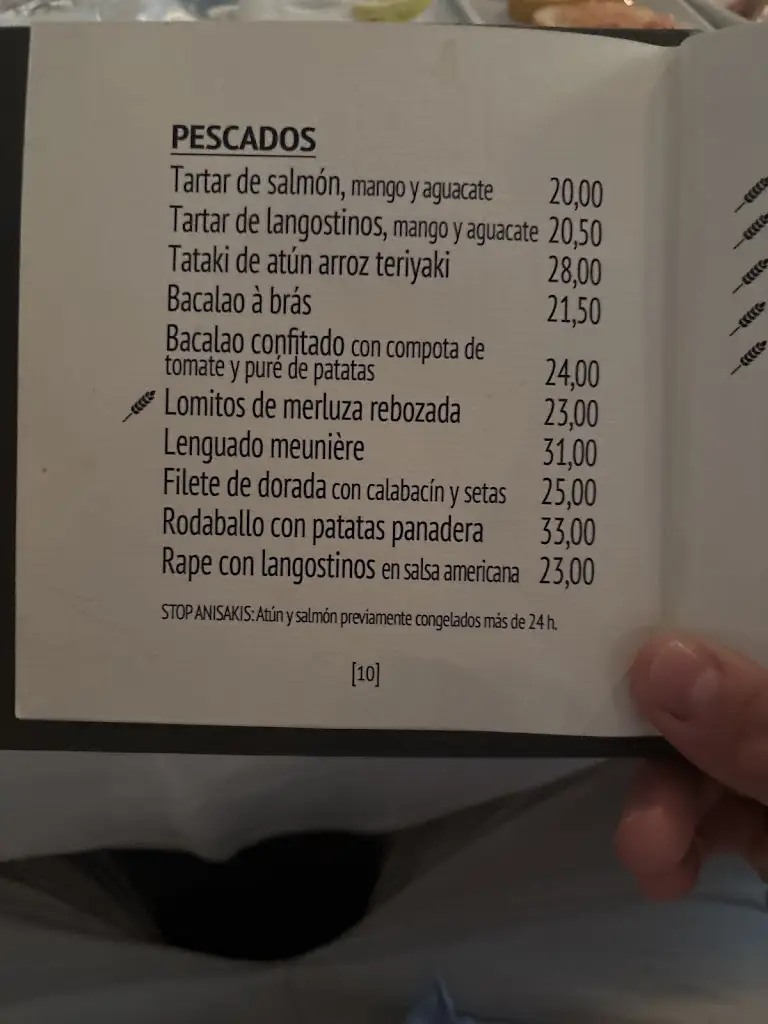 PESCADOS
Tartar de salmón, mango y aguacate 20,00
Tartar de langostinos, mango y aguacate 20,50
Tataki de atún arroz teriyaki 28,00
Bacalao à brás 21,50
Bacalao confitado con compota de
tomate y puré de patatas 24,00
Lomitos de merluza rebozada 23,00
Lenguado meunière 31,00
Filete de dorada con calabacín y setas 25,00
Rodaballo con patatas panadera 33,00
Rape con langostinos en salsa americana 23,00
STOP ANISAKIS: Atún y salmón previamente congelados más de 24 h.
[10]